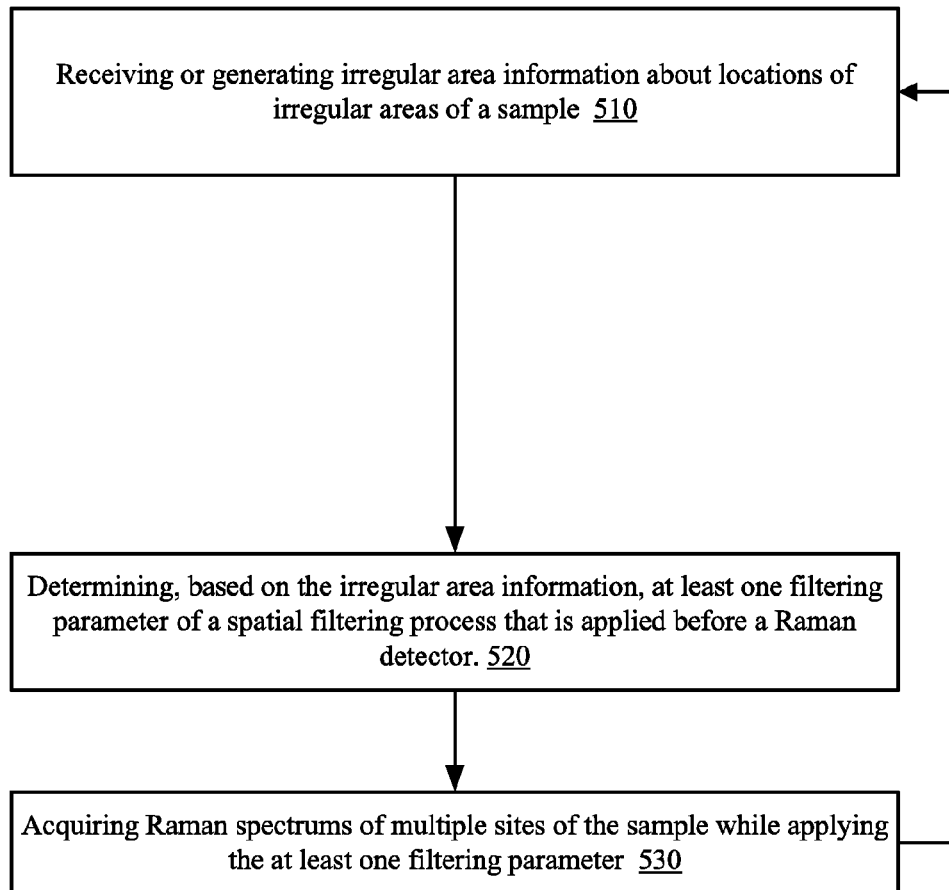 Receiving or generating irregular area information about locations of
irregular areas of a sample 510
Determining, based on the irregular area information, at least one filtering
parameter of a spatial filtering process that is applied before a Raman
detector. 520
Acquiring Raman spectrums of multiple sites of the sample while applying
the at least one filtering parameter 530